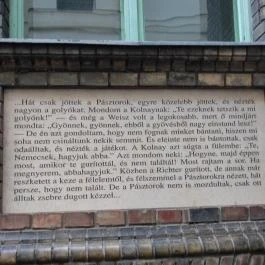 ...Hát csak jöttek a Pásztorok, egyre közelebb jöttek, és nézték
nagyon a golyókat. Mondom a Kolnaynak: „Te ezeknek tetszik a mi
golyónk!" — és még a Weisz volt a legokosabb, mert ő mindjárt
mondta: „Gyönnek, gyönnek, ebből a gyövésből nagy einstand lesz!"
— De én azt gondoltam, hogy nem fognak minket bántani, hiszen mi
soha nem csináltunk nekik semmit. És eleinte nem is bántottak, csak
odaálltak, és nézték a játékot. A Kolnay azt súgta a fülembe: „Te,
Nemecsek, hagyjuk abba." Azt mondom neki: „Hogyne, majd éppen
most, amikor te gurítottál, és nem találtál! Most rajtam a sor. Ha
megnyerem, abbahagyjuk." Közben a Richter gurított, de annak már
reszketett a keze a félelemtől, és félszemmel a Pásztorokra nézett, hát
persze, hogy nem talált. De a Pásztorok nem is mozdultak, csak ott
álltak zsebre dugott kézzel...